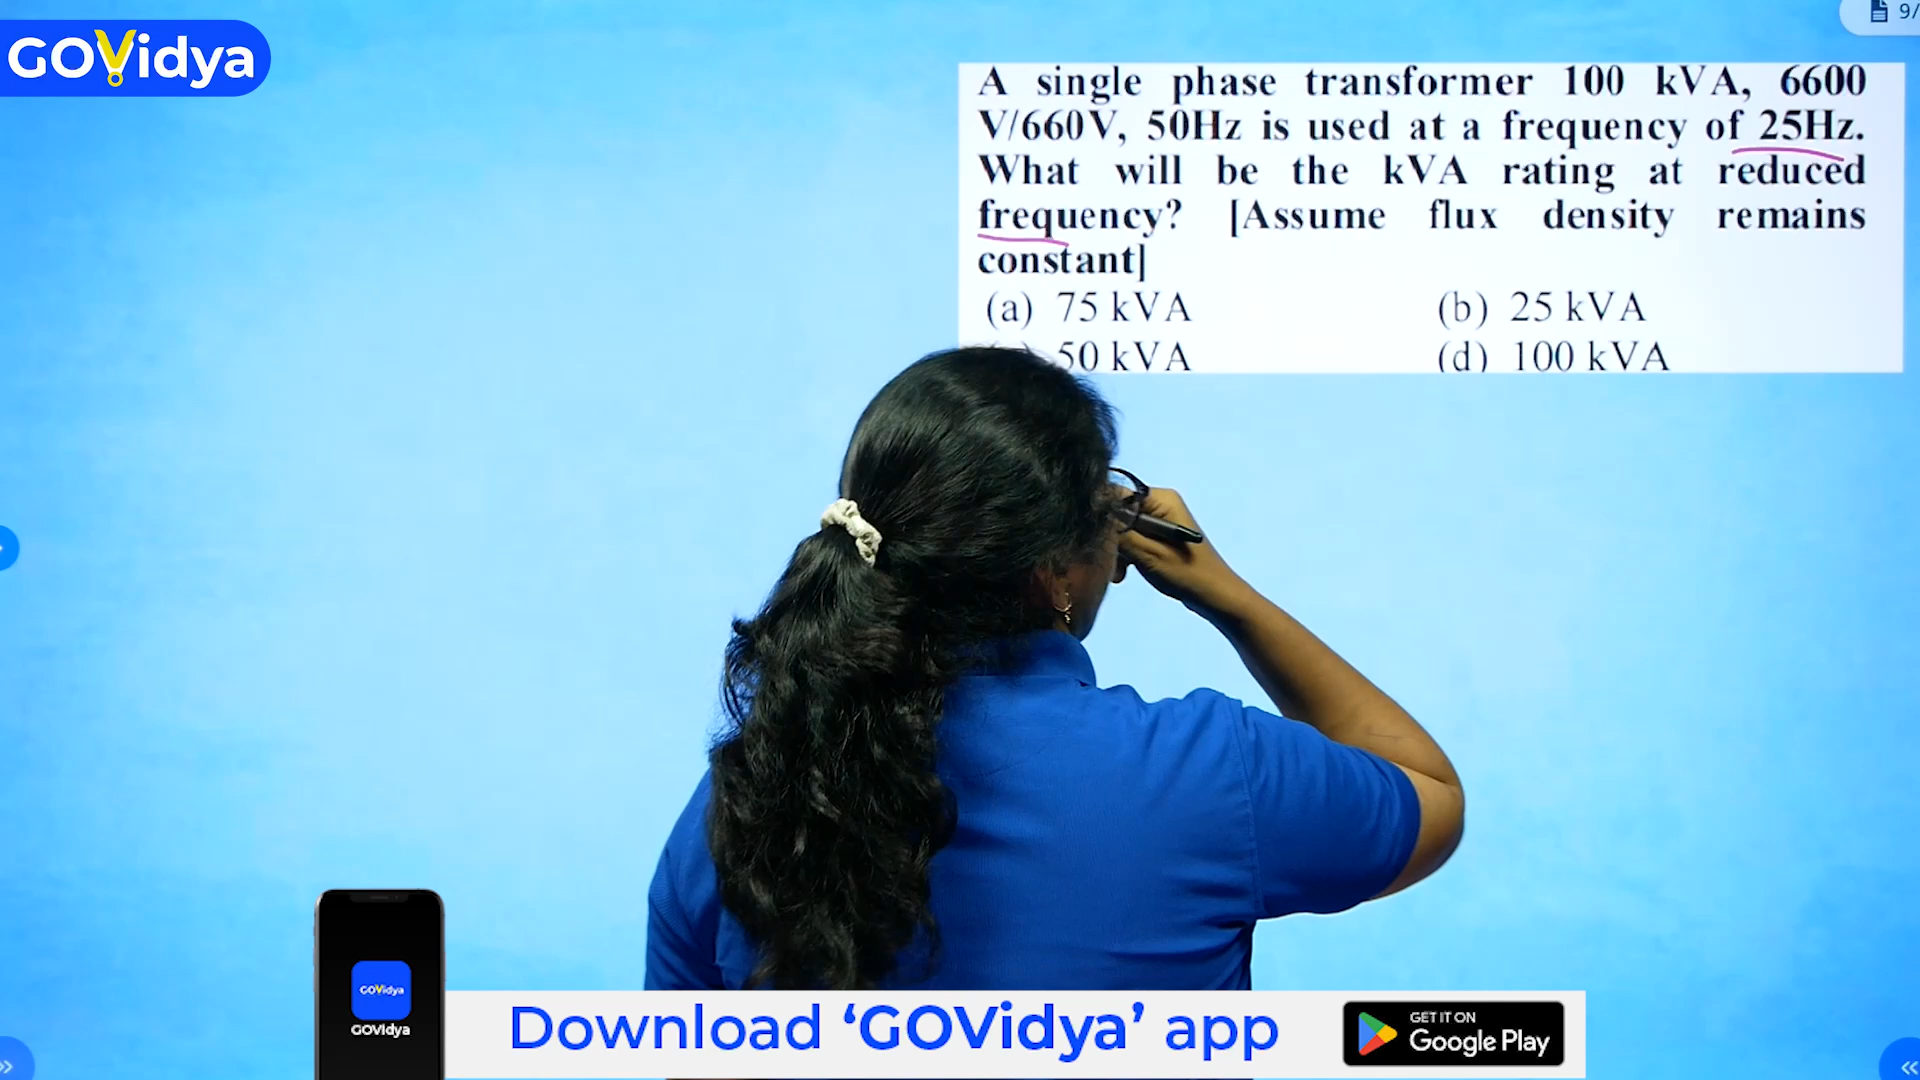 GOVidya
9/
A single phase transformer 100 kVA, 6600
V/660V, 50Hz is used at a frequency of 25Hz.
What will be the kVA rating at reduced
frequency? [Assume flux density remains
constant]
(a) 75 kVA (b) 25 kVA
50 kVA (d) 100 kVA
GOVidya
GOVidya
Download ‘GOVidya’ app
GET IT ON
Google Play